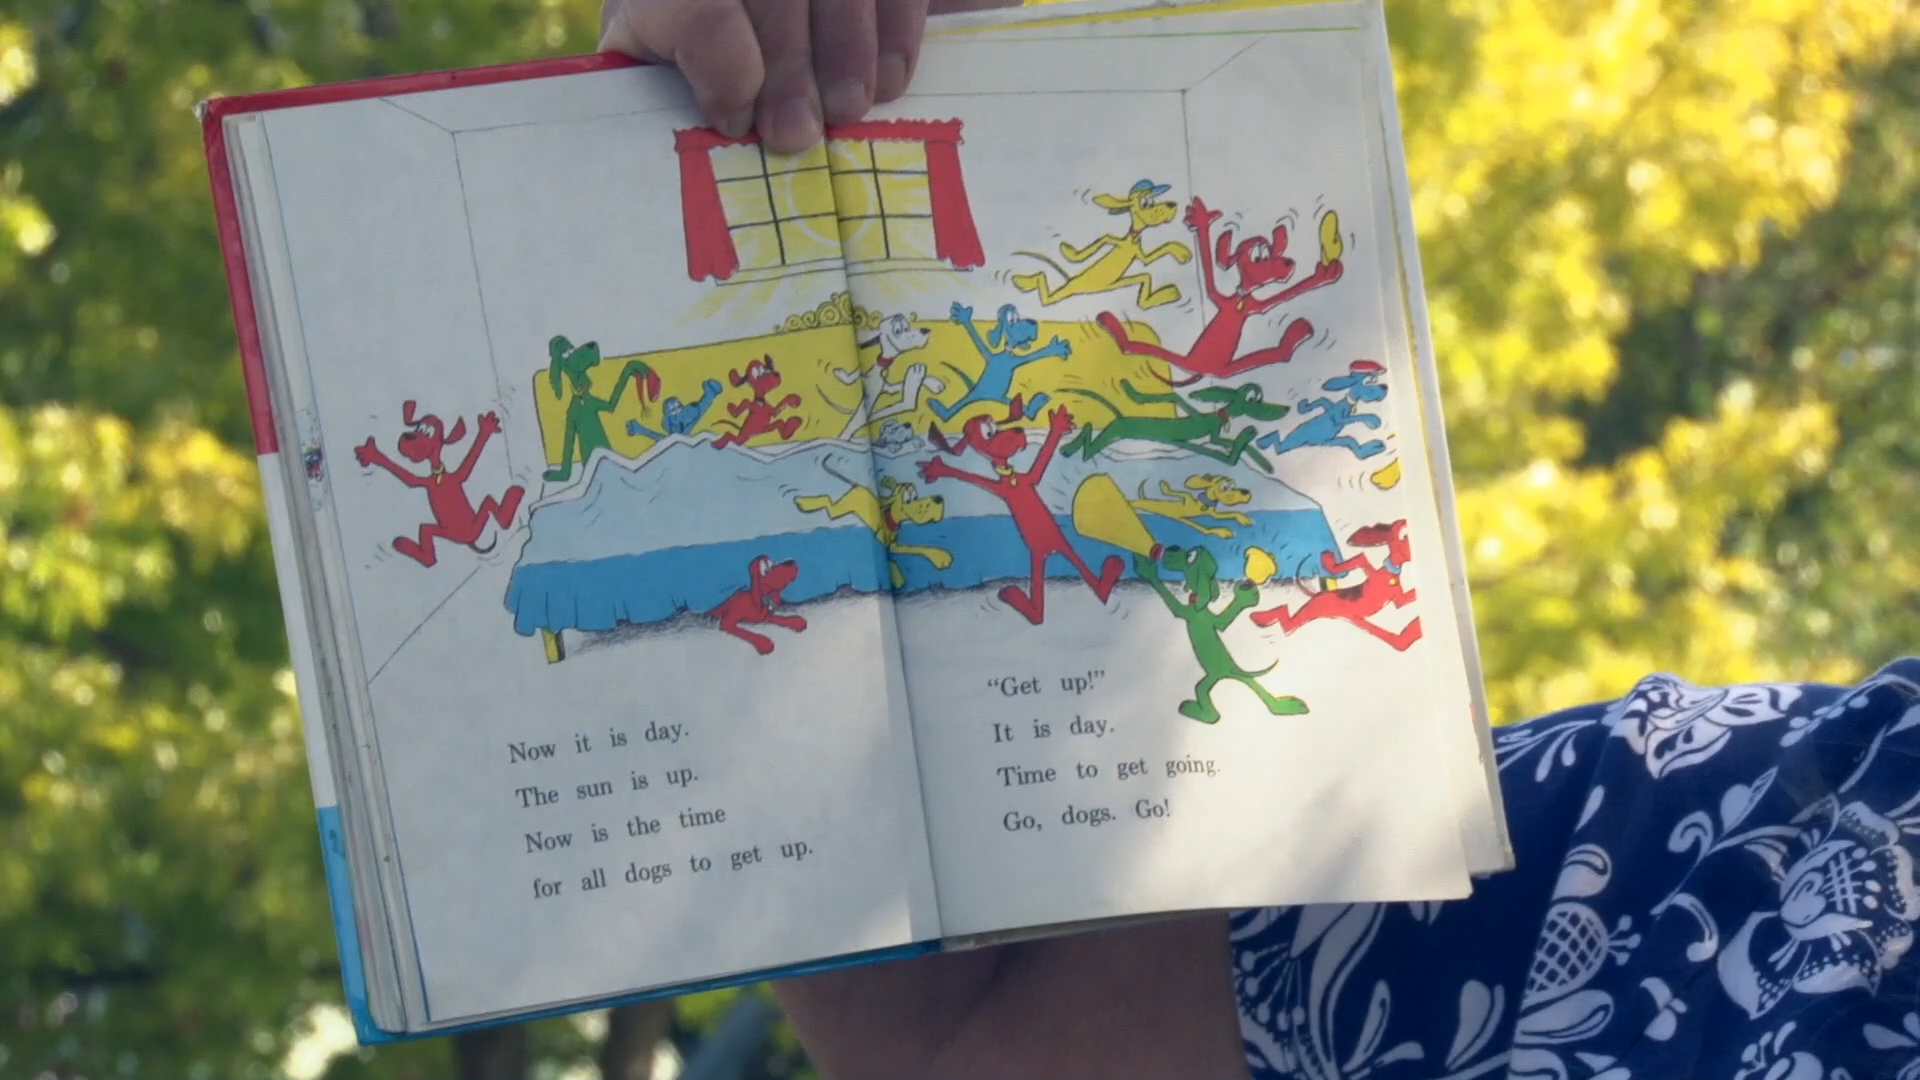 Now it is day.
The sun is up.
Now is the time
for all dogs to get up.
“Get up!”
It is day.
Time to get going.
Go, dogs. Go!